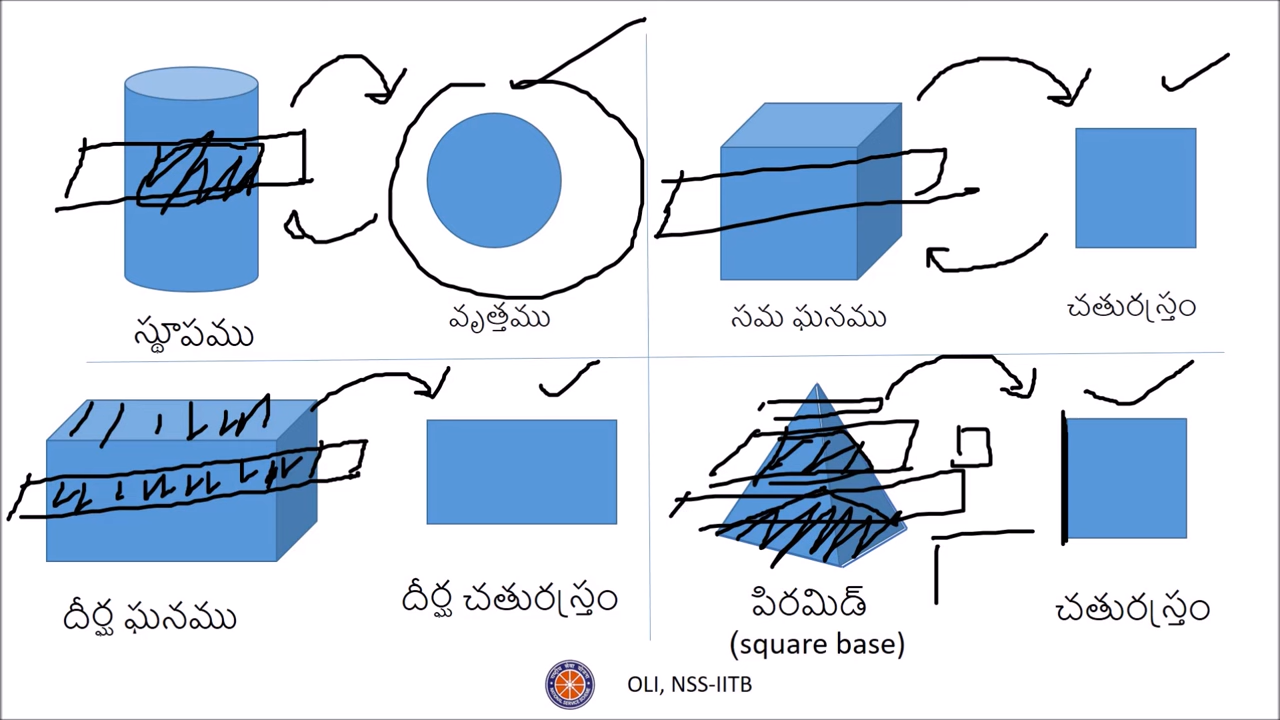 స్థూపము
వృత్తము
సమ ఘనము
చతురస్రం
దీర్ఘ ఘనము
దీర్ఘ చతురస్రం
పిరమిడ్
(square base)
చతురస్రం
OLI, NSS-IITB